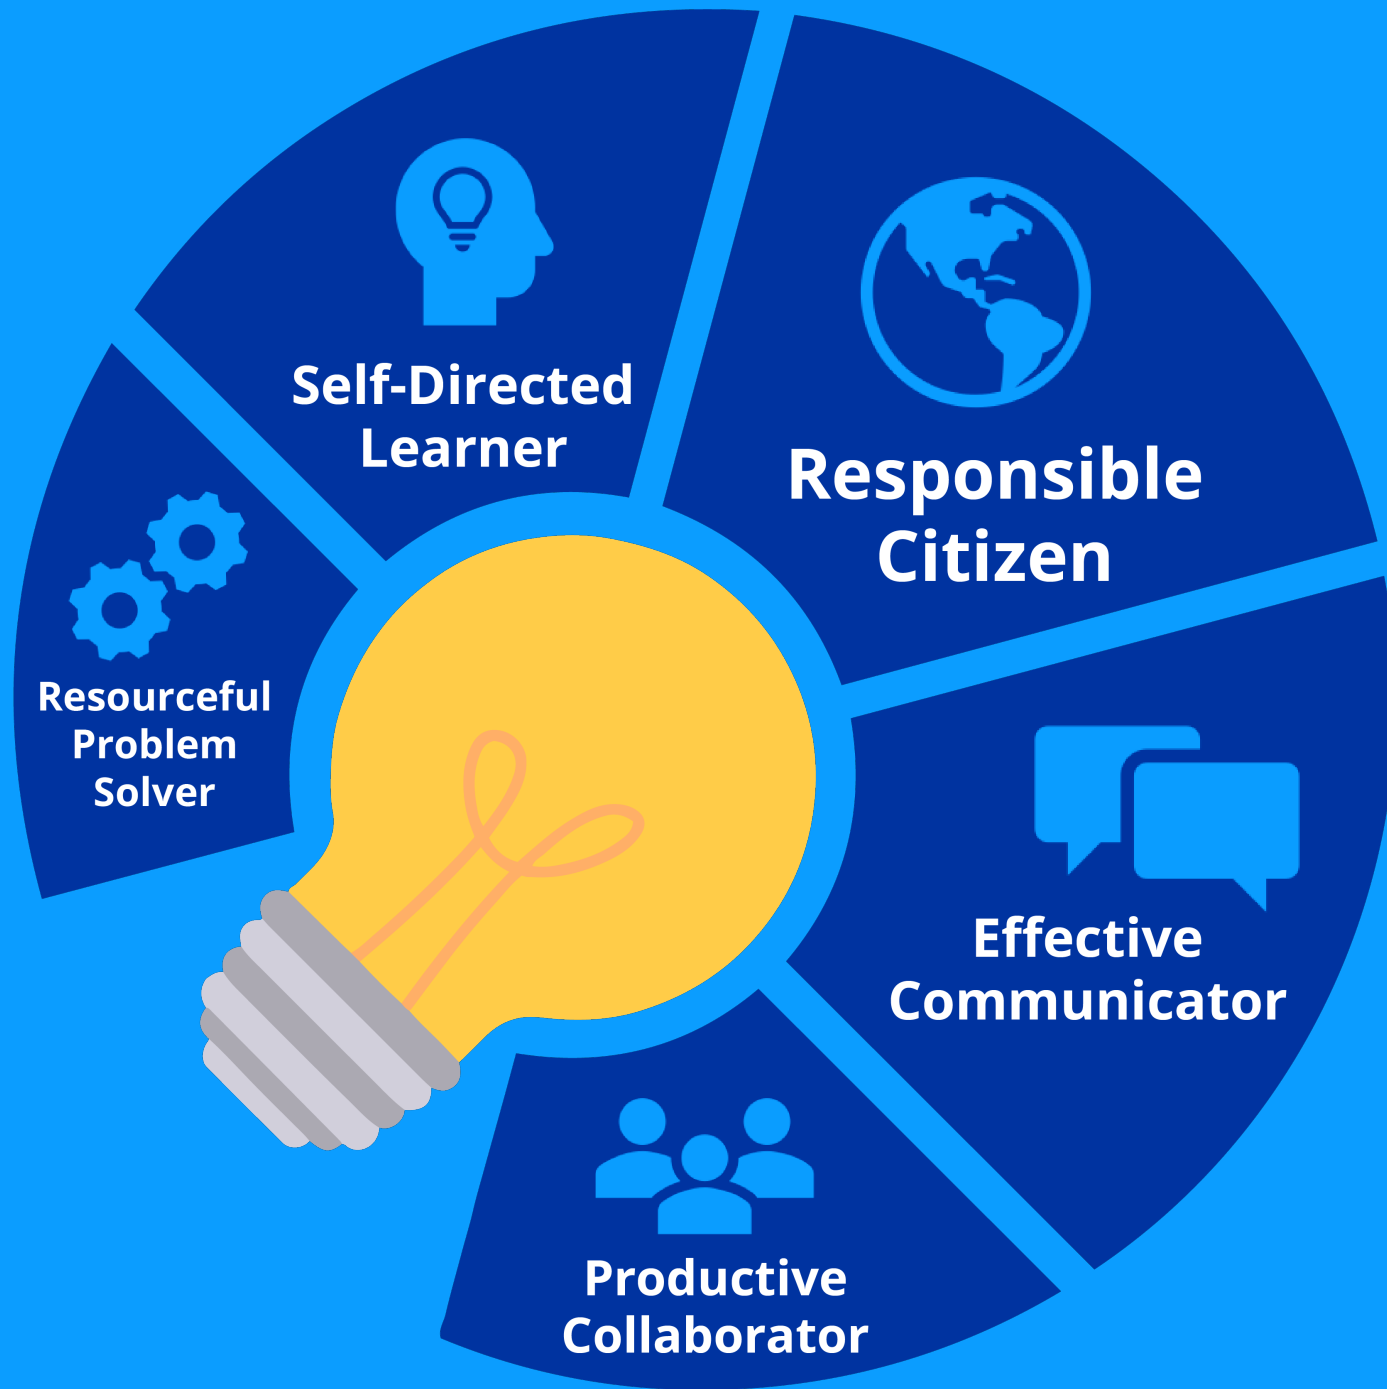 Self-Directed
Learner
Responsible
Citizen
Resourceful
Problem
Solver
Effective
Communicator
Productive
Collaborator